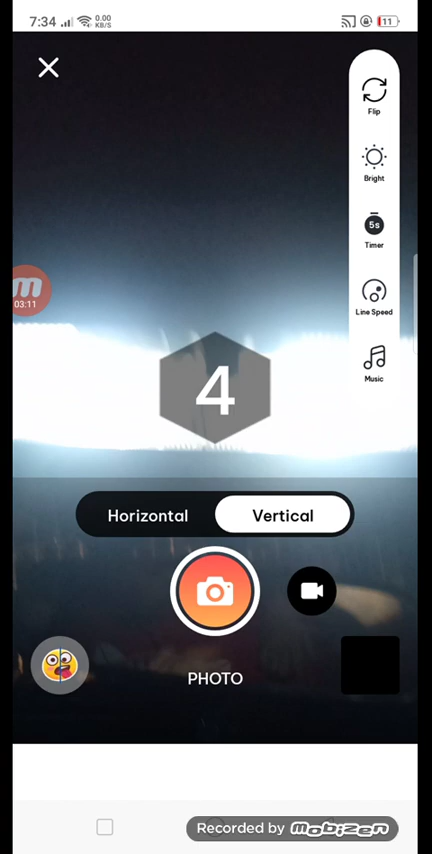 7:34
0.00
KB/S
11
Flip
Bright
5s
Timer
Line Speed
Music
m
03:11
4
Horizontal
Vertical
PHOTO
Recorded by mobizen